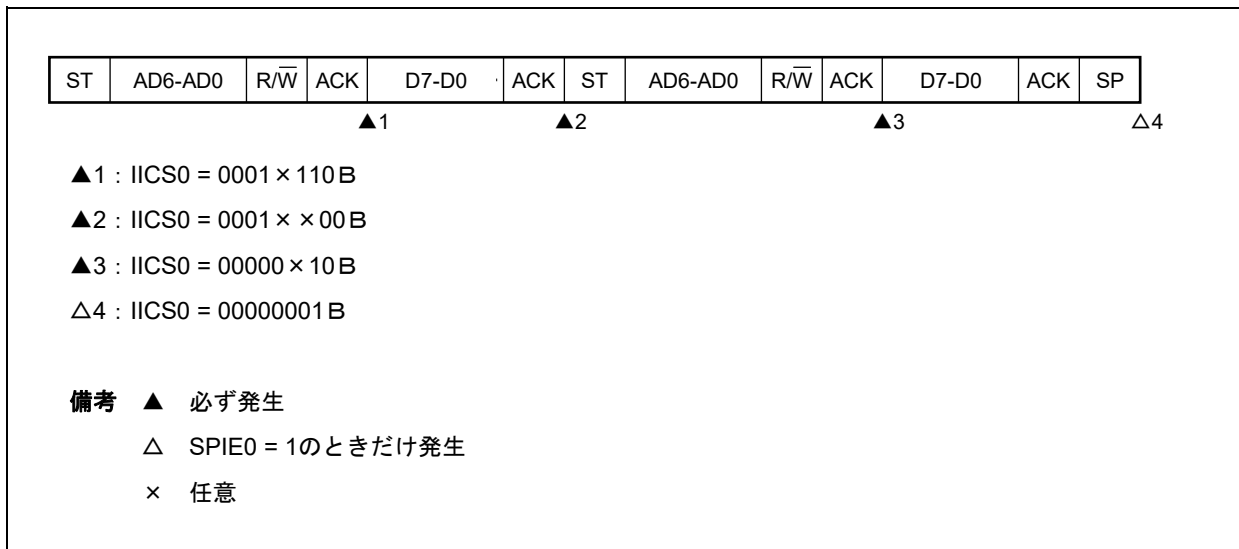 ST AD6-AD0 R/W̅ ACK D7-D0 ACK ST AD6-AD0 R/W̅ ACK D7-D0 ACK SP
▲1 ▲2 ▲3 △4
▲1：IICS0 = 0001×110B
▲2：IICS0 = 0001××00B
▲3：IICS0 = 00000×10B
△4：IICS0 = 00000001B
備考 ▲ 必ず発生
△ SPIE0 = 1のときだけ発生
× 任意